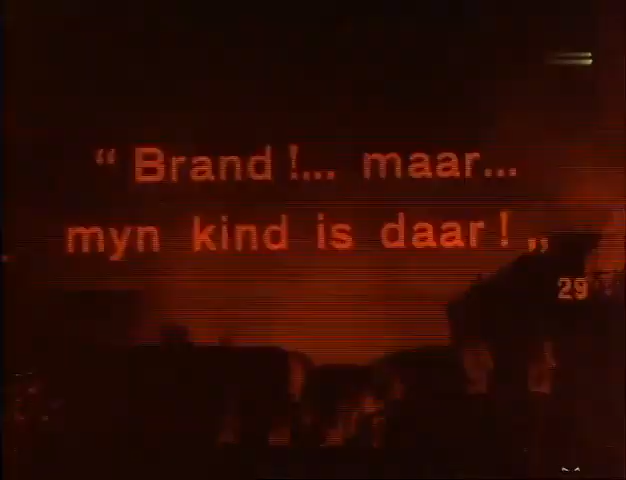 “ Brand !... maar...
myn kind is daar ! „
29